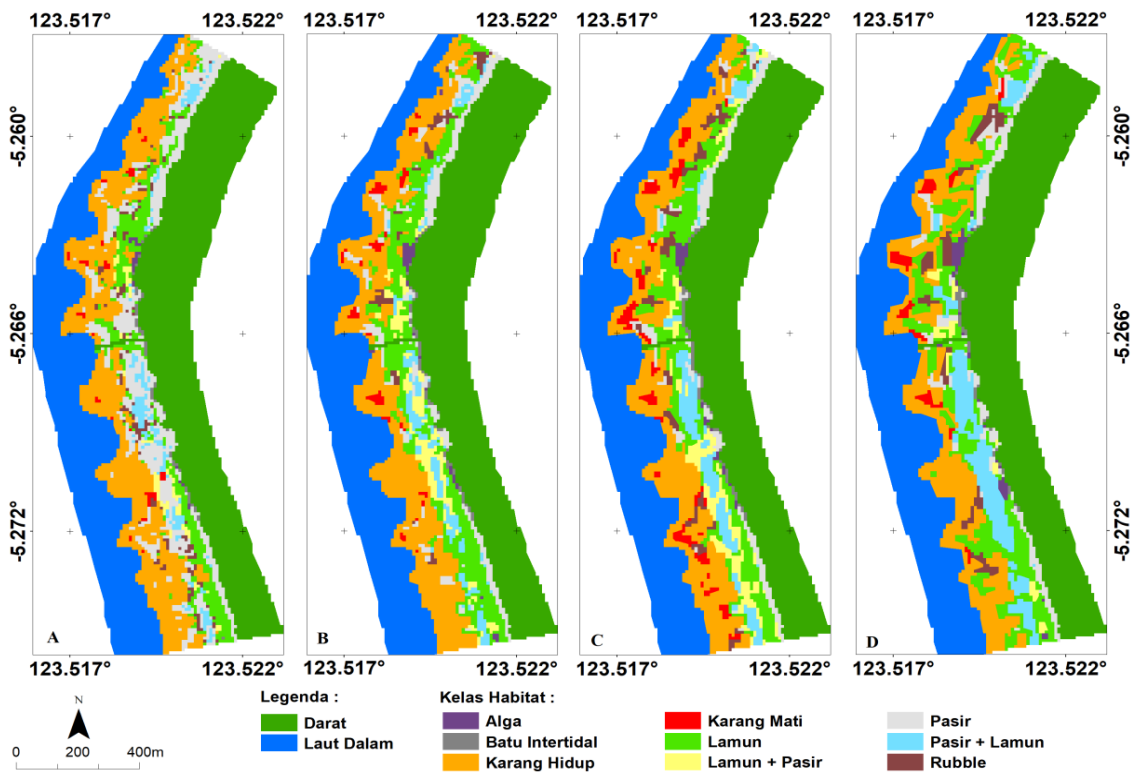 123.517° 123.522° 123.517° 123.522° 123.517° 123.522° 123.517° 123.522°
-5.260° -5.260°
-5.266° -5.266°
-5.272° -5.272°
A B C D
123.517° 123.522° 123.517° 123.522° 123.517° 123.522° 123.517° 123.522°
Legenda :
Darat
Laut Dalam
Kelas Habitat :
Alga
Batu Intertidal
Karang Hidup
Karang Mati
Lamun
Lamun + Pasir
Pasir
Pasir + Lamun
Rubble
N
0 200 400m